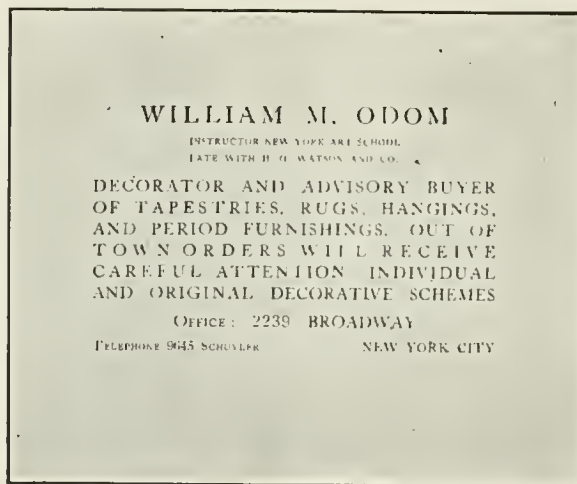 WILLIAM M. ODOM
INSTRUCTOR NEW YORK ART SCHOOL
LATE WITH H. O. WATSON AND CO.
DECORATOR AND ADVISORY BUYER
OF TAPESTRIES, RUGS, HANGINGS,
AND PERIOD FURNISHINGS. OUT OF
TOWN ORDERS WILL RECEIVE
CAREFUL ATTENTION INDIVIDUAL
AND ORIGINAL DECORATIVE SCHEMES
OFFICE: 2239 BROADWAY
TELEPHONE 9645 SCHUYLER NEW YORK CITY